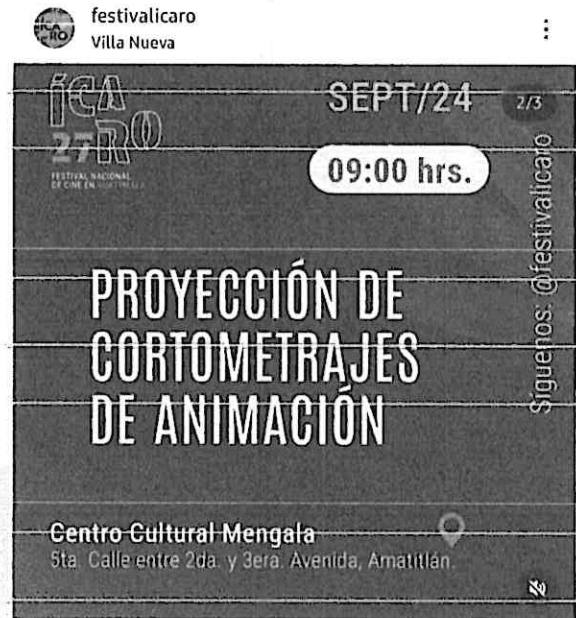 festivalicaro
Villa Nueva
ÍCA
27 RO
FESTIVAL NACIONAL
DE CINE EN GUATEMALA
SEPT/24
2/3
09:00 hrs.
Síguenos: @festivalicaro
PROYECCIÓN DE
CORTOMETRAJES
DE ANIMACIÓN
Centro Cultural Mengala
5ta. Calle entre 2da. y 3era. Avenida, Amatitlán.